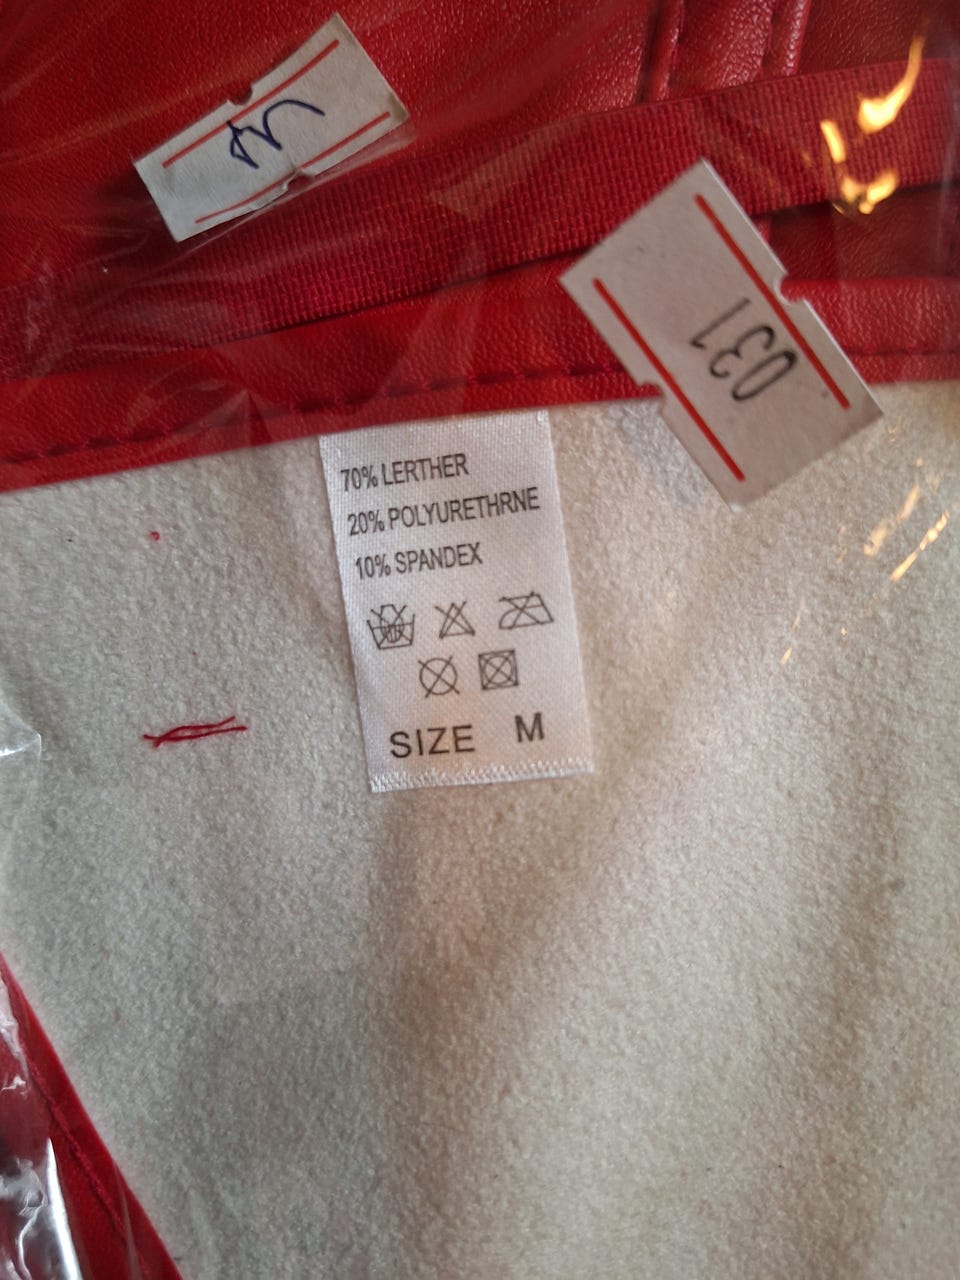 031
70% LERTHER
20% POLYURETHRNE
10% SPANDEX
SIZE M